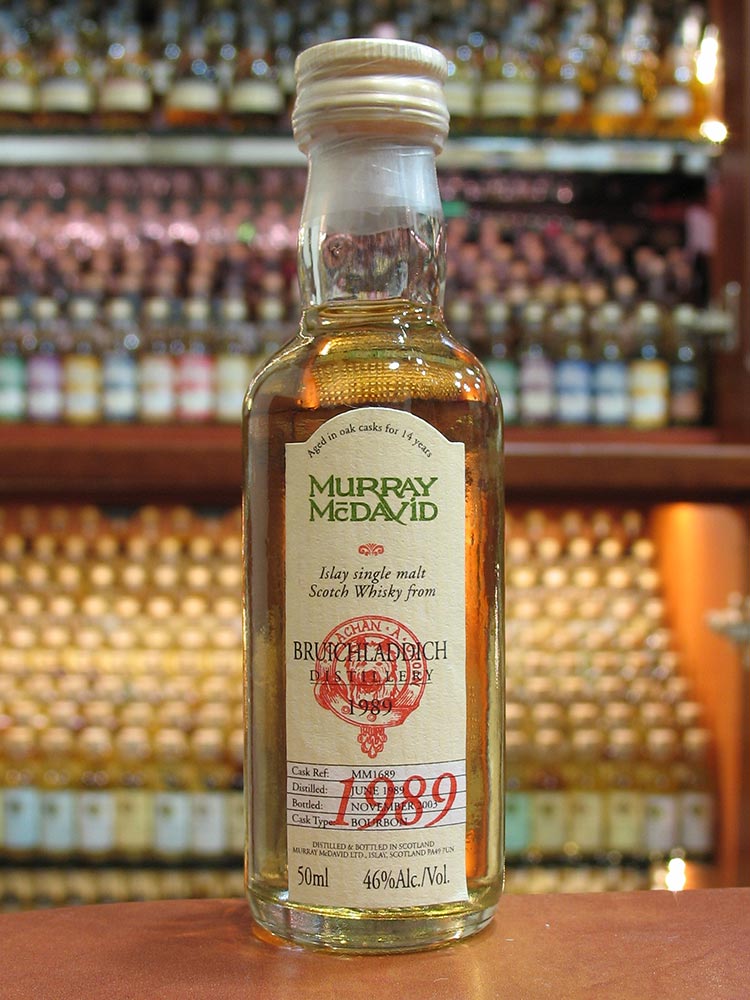 Aged in oak casks for 14 years
MURRAY
McDAVID
Islay single malt
Scotch Whisky from
BRUICHLADDICH
DISTILLERY
1989
Cask Ref: MM1689
Distilled: JUNE 1989
Bottled: NOVEMBER 2003
Cask Type: BOURBON
1989
DISTILLED & BOTTLED IN SCOTLAND
MURRAY McDAVID LTD., ISLAY, SCOTLAND PA49 7UN
50ml 46%Alc./Vol.